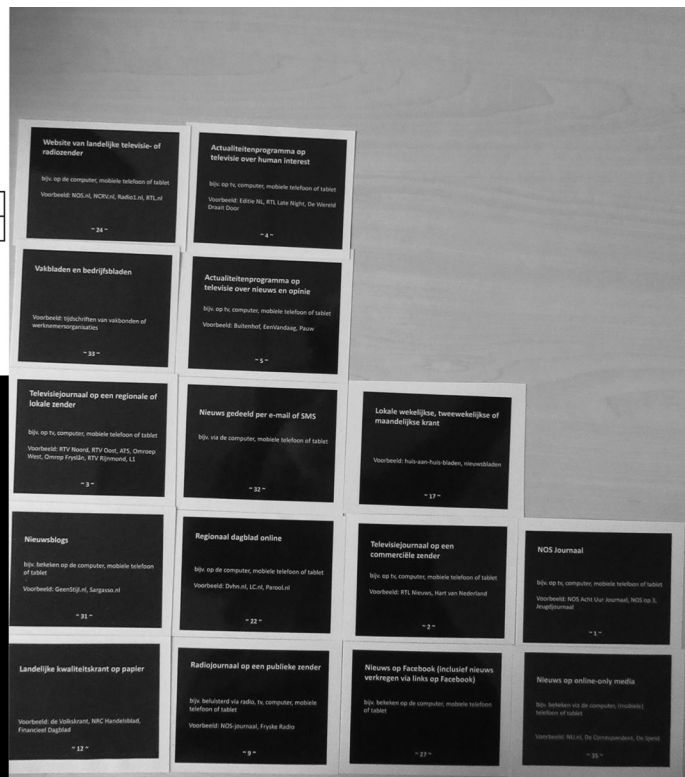 Website van landelijke televisie- of
radiozender
bijv. op de computer, mobiele telefoon of tablet
Voorbeeld: NOS.nl, NCRV.nl, Radio1.nl, RTL.nl
~ 24 ~
Actualiteitenprogramma op
televisie over human interest
bijv. op tv, computer, mobiele telefoon of tablet
Voorbeeld: Editie NL, RTL Late Night, De Wereld
Draait Door
~ 4 ~
Vakbladen en bedrijfsbladen
Voorbeeld: tijdschriften van vakbonden of
werknemersorganisaties
~ 33 ~
Actualiteitenprogramma op
televisie over nieuws en opinie
bijv. op tv, computer, mobiele telefoon of tablet
Voorbeeld: Buitenhof, EenVandaag, Pauw
~ 5 ~
Televisiejournaal op een regionale of
lokale zender
bijv. op tv, computer, mobiele telefoon of tablet
Voorbeeld: RTV Noord, RTV Oost, AT5, Omroep
West, Omrop Fryslân, RTV Rijnmond, L1
~ 3 ~
Nieuws gedeeld per e-mail of SMS
bijv. via de computer, mobiele telefoon of tablet
~ 32 ~
Lokale wekelijkse, tweewekelijkse of
maandelijkse krant
Voorbeeld: huis-aan-huis-bladen, nieuwsbladen
~ 17 ~
Nieuwsblogs
bijv. bekeken op de computer, mobiele telefoon
of tablet
Voorbeeld: GeenStijl.nl, Sargasso.nl
~ 31 ~
Regionaal dagblad online
bijv. op de computer, mobiele telefoon of tablet
Voorbeeld: Dvhn.nl, LC.nl, Parool.nl
~ 22 ~
Televisiejournaal op een
commerciële zender
bijv. op tv, computer, mobiele telefoon of tablet
Voorbeeld: RTL Nieuws, Hart van Nederland
~ 2 ~
NOS Journaal
bijv. op tv, computer, mobiele telefoon of tablet
Voorbeeld: NOS Acht Uur Journaal, NOS op 3,
Jeugdjournaal
~ 1 ~
Landelijke kwaliteitskrant op papier
Voorbeeld: de Volkskrant, NRC Handelsblad,
Financieel Dagblad
~ 12 ~
Radiojournaal op een publieke zender
bijv. beluisterd via radio, tv, computer, mobiele
telefoon of tablet
Voorbeeld: NOS-journaal, Fryske Radio
~ 9 ~
Nieuws op Facebook (inclusief nieuws
verkregen via links op Facebook)
bijv. bekeken op de computer, mobiele telefoon
of tablet
~ 27 ~
Nieuws op online-only media
bijv. bekeken via de computer, (mobiele)
telefoon of tablet
Voorbeeld: NU.nl, De Correspondent, De Speld
~ 35 ~